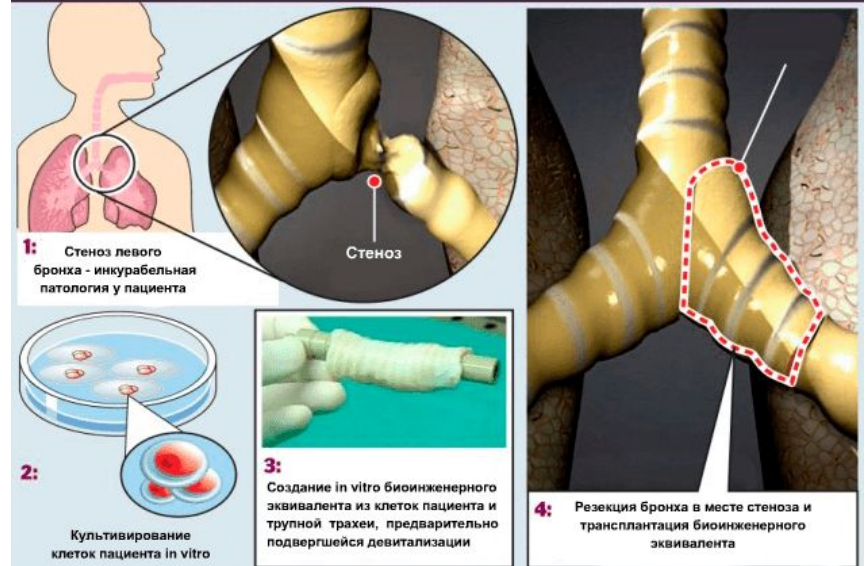 Стеноз
1:
Стеноз левого
бронха - инкурабельная
патология у пациента
2:
Культивирование
клеток пациента in vitro
3:
Создание in vitro биоинженерного
эквивалента из клеток пациента и
трупной трахеи, предварительно
подвергшейся девитализации
4:
Резекция бронха в месте стеноза и
трансплантация биоинженерного
эквивалента